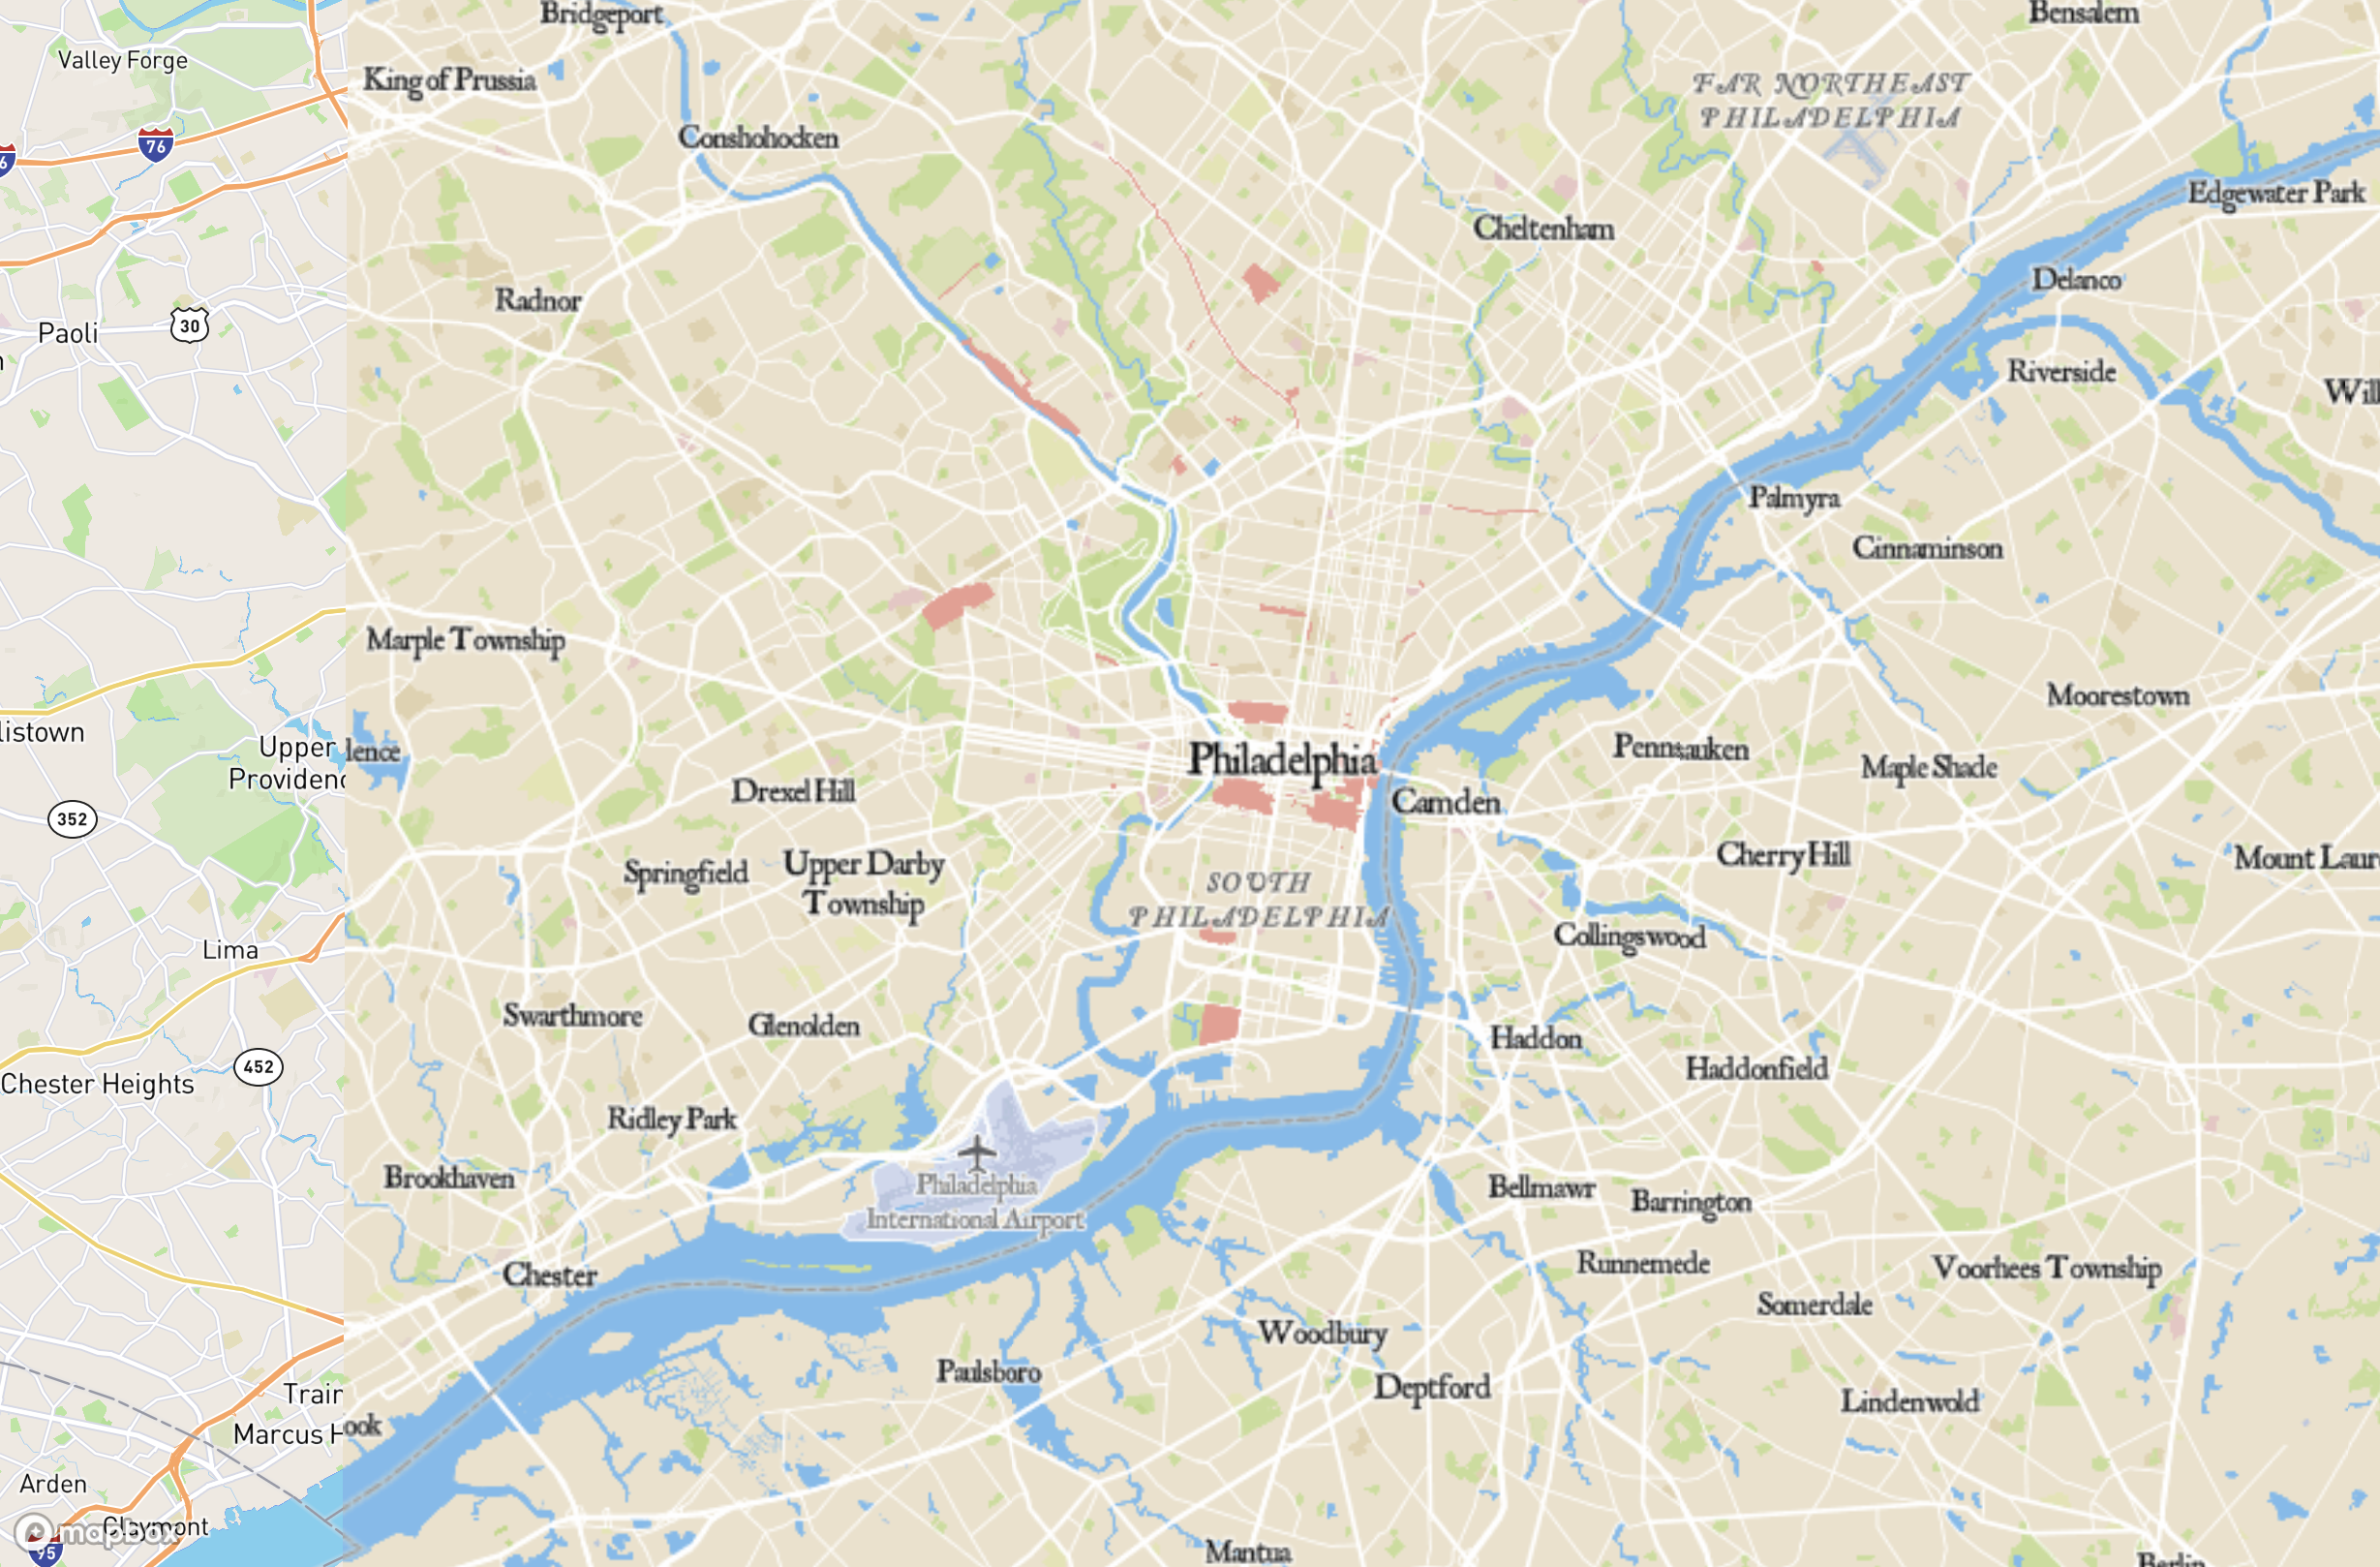 Bridgeport
Bensalem
Valley Forge
King of Prussia
FAR NORTHEAST
PHILADELPHIA
76
Conshohocken
Edgewater Park
Cheltenham
Delanco
Radnor
30
Paoli
Riverside
Will
Palmyra
Cinnaminson
Marple Township
Moorestown
listown
Upper
Providenc
lence
Philadelphia
Pennsauken
Maple Shade
Drexel Hill
Camden
352
Springfield
Upper Darby
Township
Cherry Hill
Mount Laur
SOUTH
PHILADELPHIA
Collingswood
Lima
Swarthmore
Glenolden
Haddon
Haddonfield
452
Chester Heights
Ridley Park
Brookhaven
Philadelphia
International Airport
Bellmawr
Barrington
Chester
Runnemede
Voorhees Township
Somerdale
Woodbury
Paulsboro
Deptford
Train
Lindenwold
Marcus Hook
Arden
Claymont
mapbox
95
Mantua
Berlin